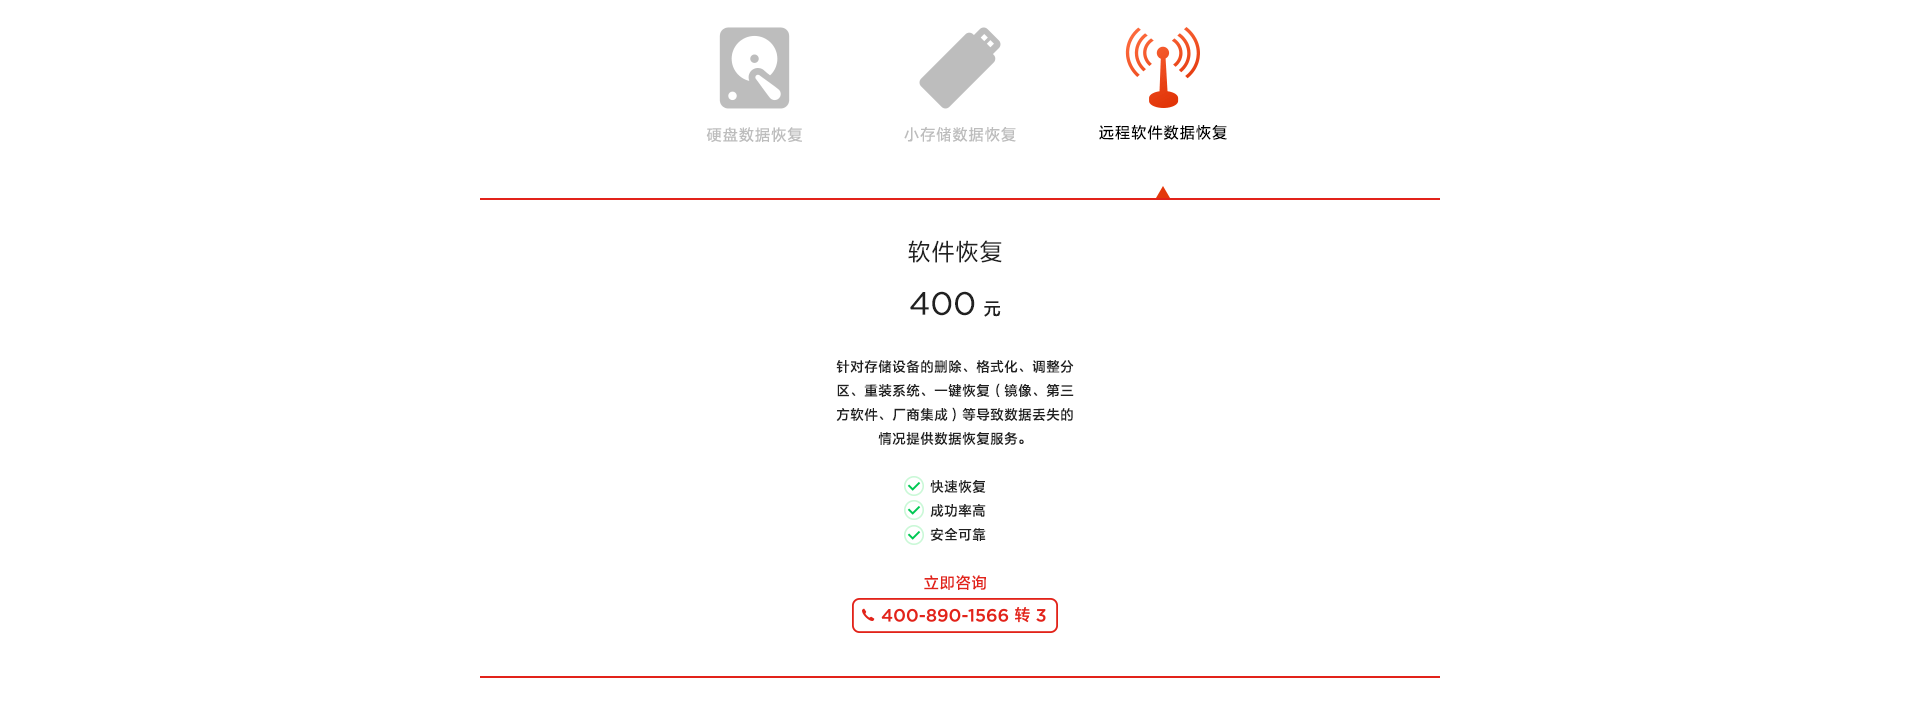 硬盘数据恢复
小存储数据恢复
远程软件数据恢复
软件恢复
400 元
针对存储设备的删除、格式化、调整分
区、重装系统、一键恢复（镜像、第三
方软件、厂商集成）等导致数据丢失的
情况提供数据恢复服务。
快速恢复
成功率高
安全可靠
立即咨询
400-890-1566 转 3